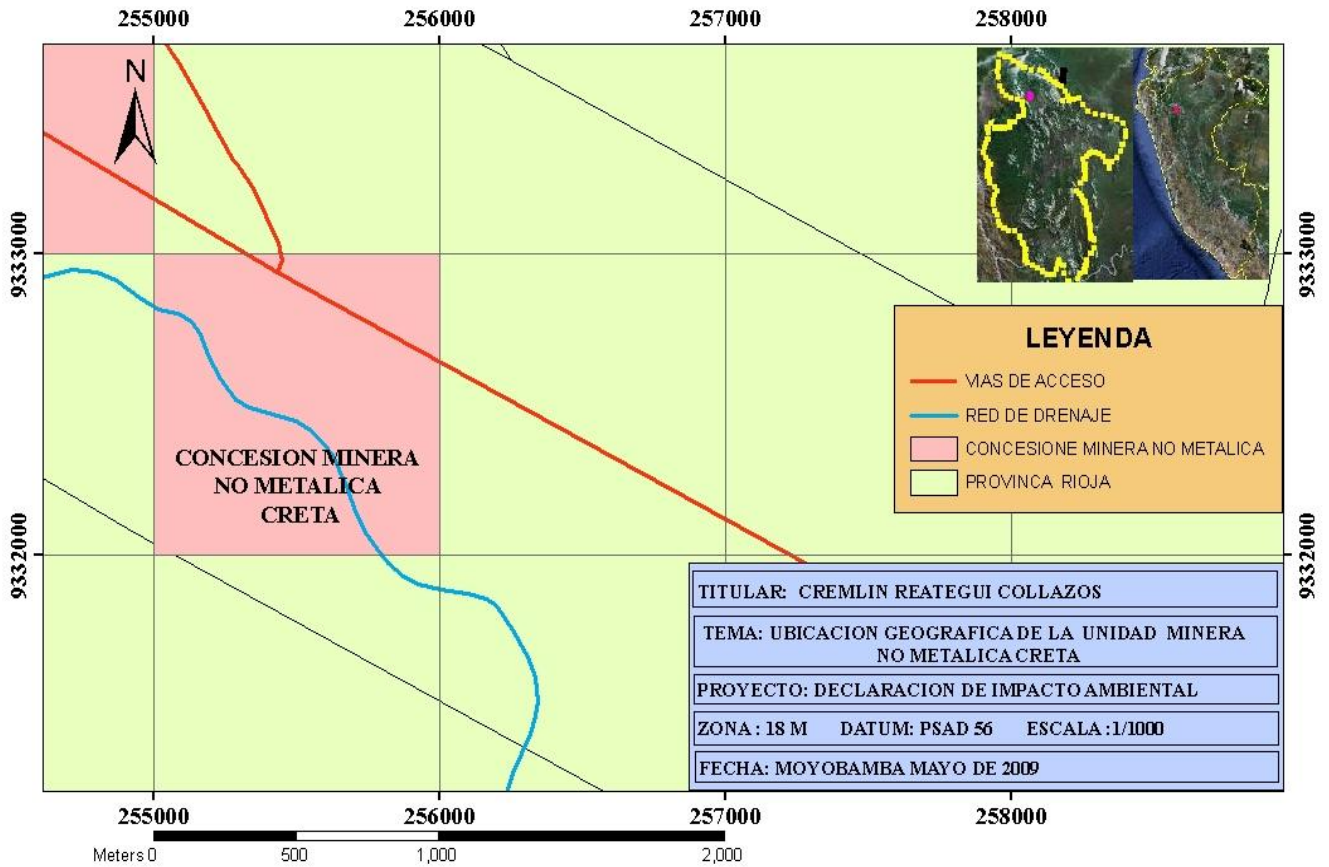 255000 256000 257000 258000
N
9333000 9333000
LEYENDA
VIAS DE ACCESO
RED DE DRENAJE
CONCESIONE MINERA NO METALICA
PROVINCA RIOJA
CONCESION MINERA
NO METALICA
CRETA
9332000 9332000
TITULAR: CREMLIN REATEGUI COLLAZOS
TEMA: UBICACION GEOGRAFICA DE LA UNIDAD MINERA
NO METALICA CRETA
PROYECTO: DECLARACION DE IMPACTO AMBIENTAL
ZONA : 18 M DATUM: PSAD 56 ESCALA :1/1000
FECHA: MOYOBAMBA MAYO DE 2009
255000 256000 257000 258000
Meters 0 500 1,000 2,000